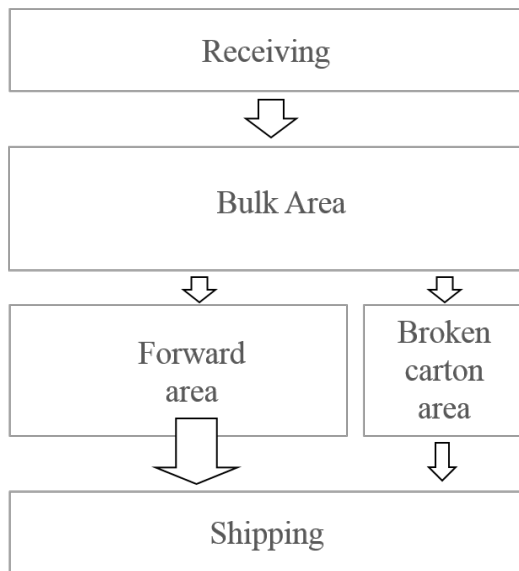 Receiving
Bulk Area
Forward
area
Broken
carton
area
Shipping